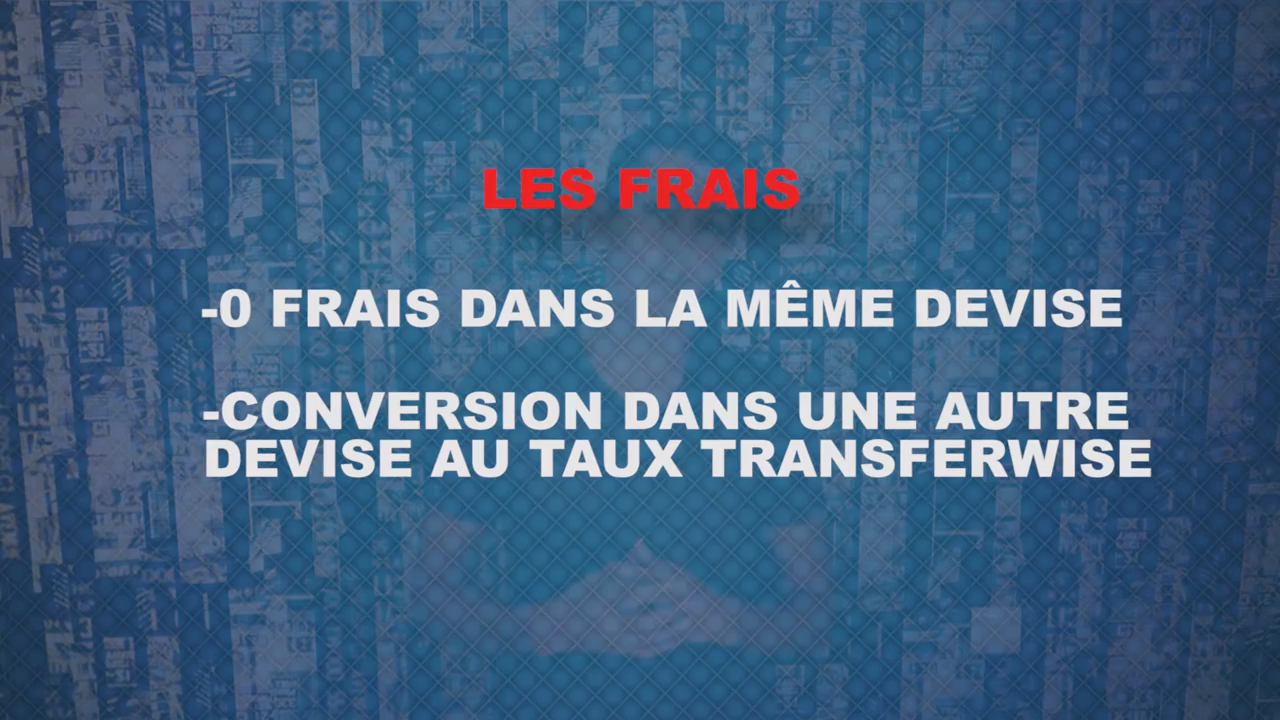 LES FRAIS
-0 FRAIS DANS LA MÊME DEVISE
-CONVERSION DANS UNE AUTRE
DEVISE AU TAUX TRANSFERWISE